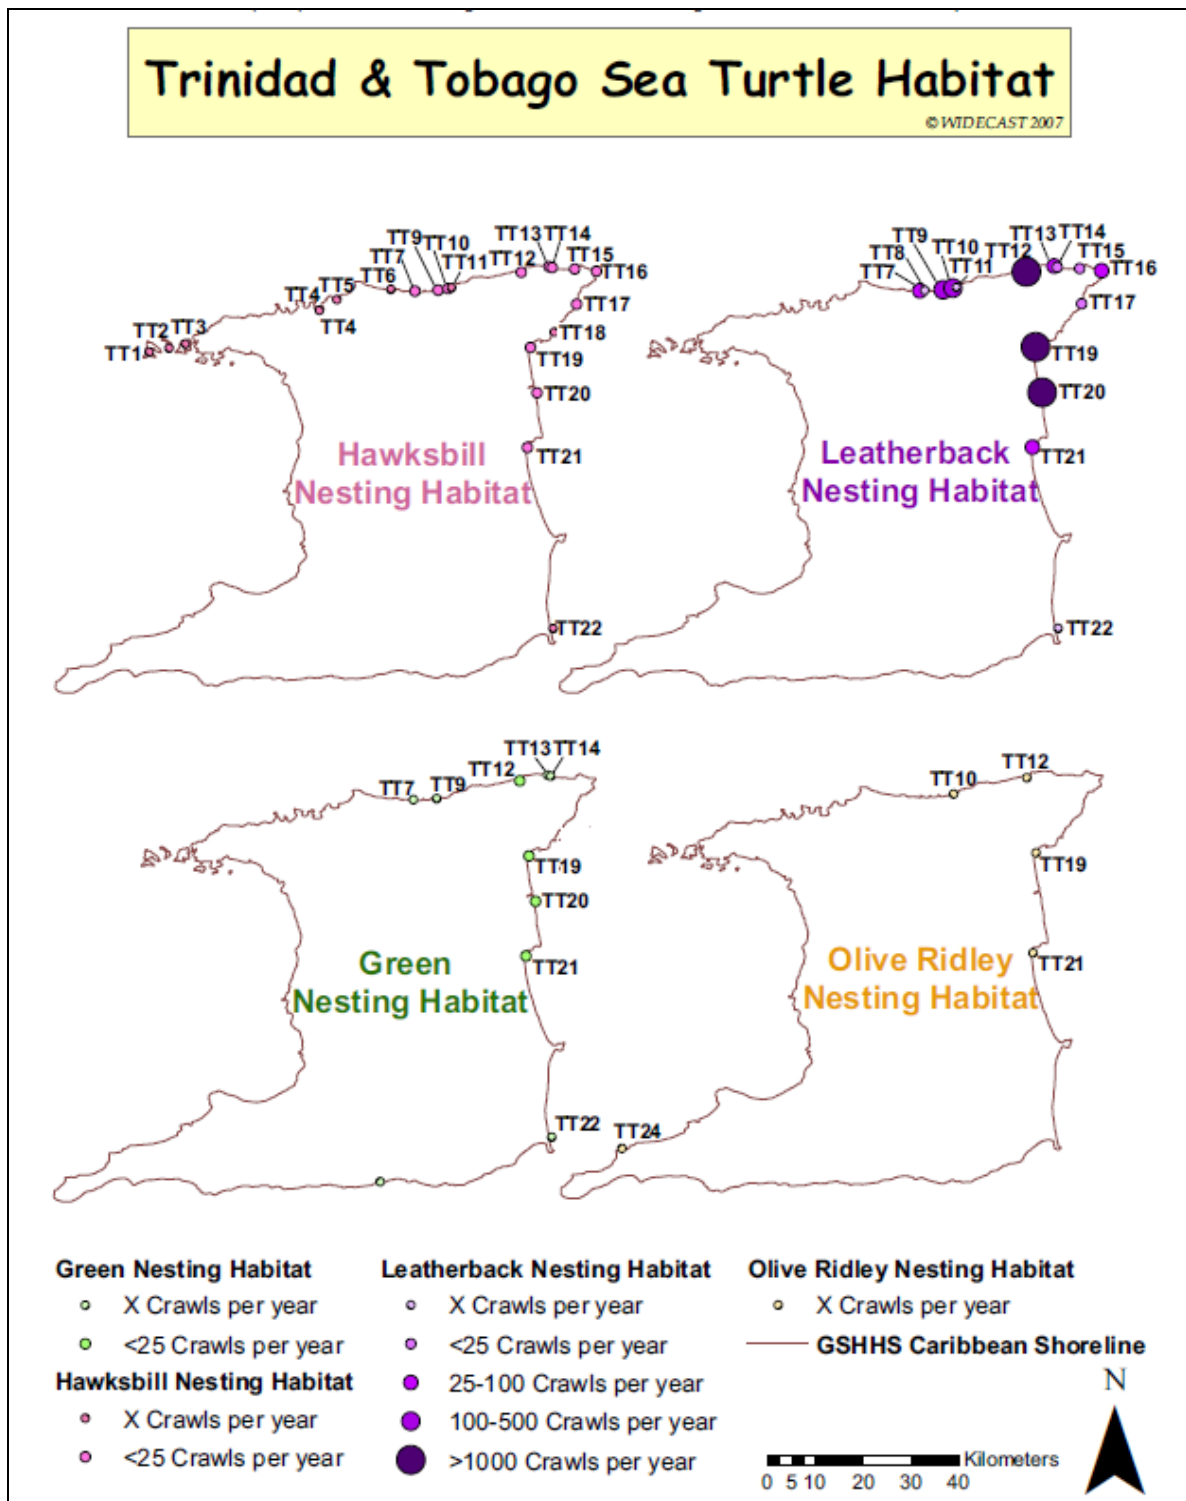 Trinidad & Tobago Sea Turtle Habitat
© WIDECAST 2007
TT13 TT14
TT9 TT10
TT7
TT11 TT12
TT15
TT16
TT6
TT5
TT4
TT4
TT17
TT2 TT3
TT1
TT18
TT19
TT20
TT21
Hawksbill
Nesting Habitat
TT22
TT13 TT14
TT9
TT10 TT12
TT8
TT11
TT15
TT16
TT7
TT17
TT19
TT20
TT21
Leatherback
Nesting Habitat
TT22
TT13 TT14
TT12
TT7 TT9
TT19
TT20
TT21
Green
Nesting Habitat
TT22
TT12
TT10
TT19
TT21
Olive Ridley
Nesting Habitat
TT24
Green Nesting Habitat
X Crawls per year
<25 Crawls per year
Hawksbill Nesting Habitat
X Crawls per year
<25 Crawls per year
Leatherback Nesting Habitat
X Crawls per year
<25 Crawls per year
25-100 Crawls per year
100-500 Crawls per year
>1000 Crawls per year
Olive Ridley Nesting Habitat
X Crawls per year
GSHHS Caribbean Shoreline
N
Kilometers
0 5 10 20 30 40